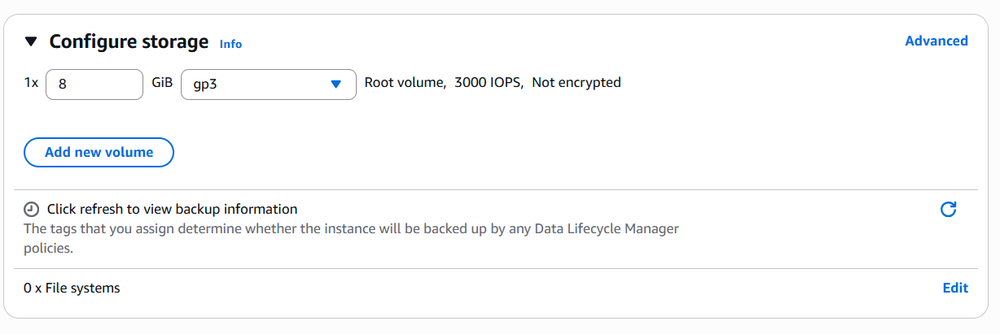 Configure storage Info Advanced
1x 8 GiB gp3 Root volume, 3000 IOPS, Not encrypted
Add new volume
Click refresh to view backup information
The tags that you assign determine whether the instance will be backed up by any Data Lifecycle Manager
policies.
0 x File systems Edit